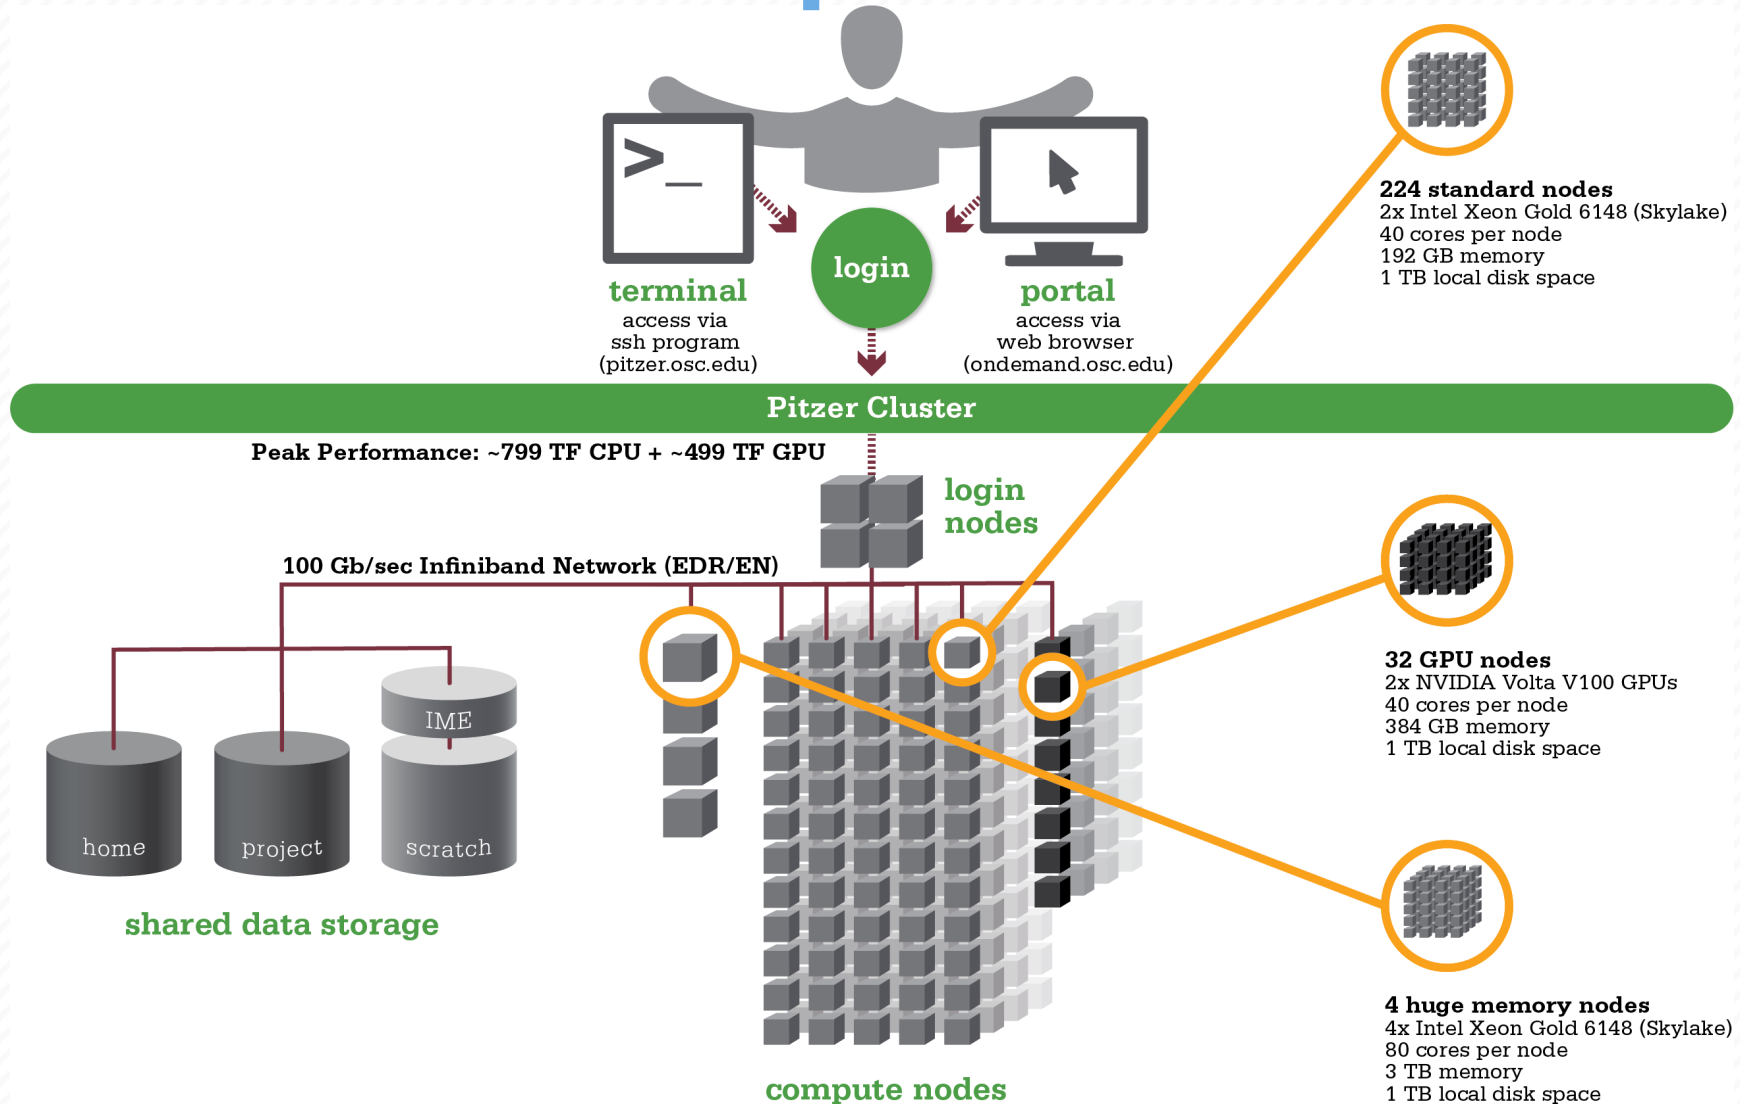 >_
login
terminal
access via
ssh program
(pitzer.osc.edu)
portal
access via
web browser
(ondemand.osc.edu)
224 standard nodes
2x Intel Xeon Gold 6148 (Skylake)
40 cores per node
192 GB memory
1 TB local disk space
Pitzer Cluster
Peak Performance: ~799 TF CPU + ~499 TF GPU
login
nodes
100 Gb/sec Infiniband Network (EDR/EN)
IME
home
project
scratch
shared data storage
compute nodes
32 GPU nodes
2x NVIDIA Volta V100 GPUs
40 cores per node
384 GB memory
1 TB local disk space
4 huge memory nodes
4x Intel Xeon Gold 6148 (Skylake)
80 cores per node
3 TB memory
1 TB local disk space